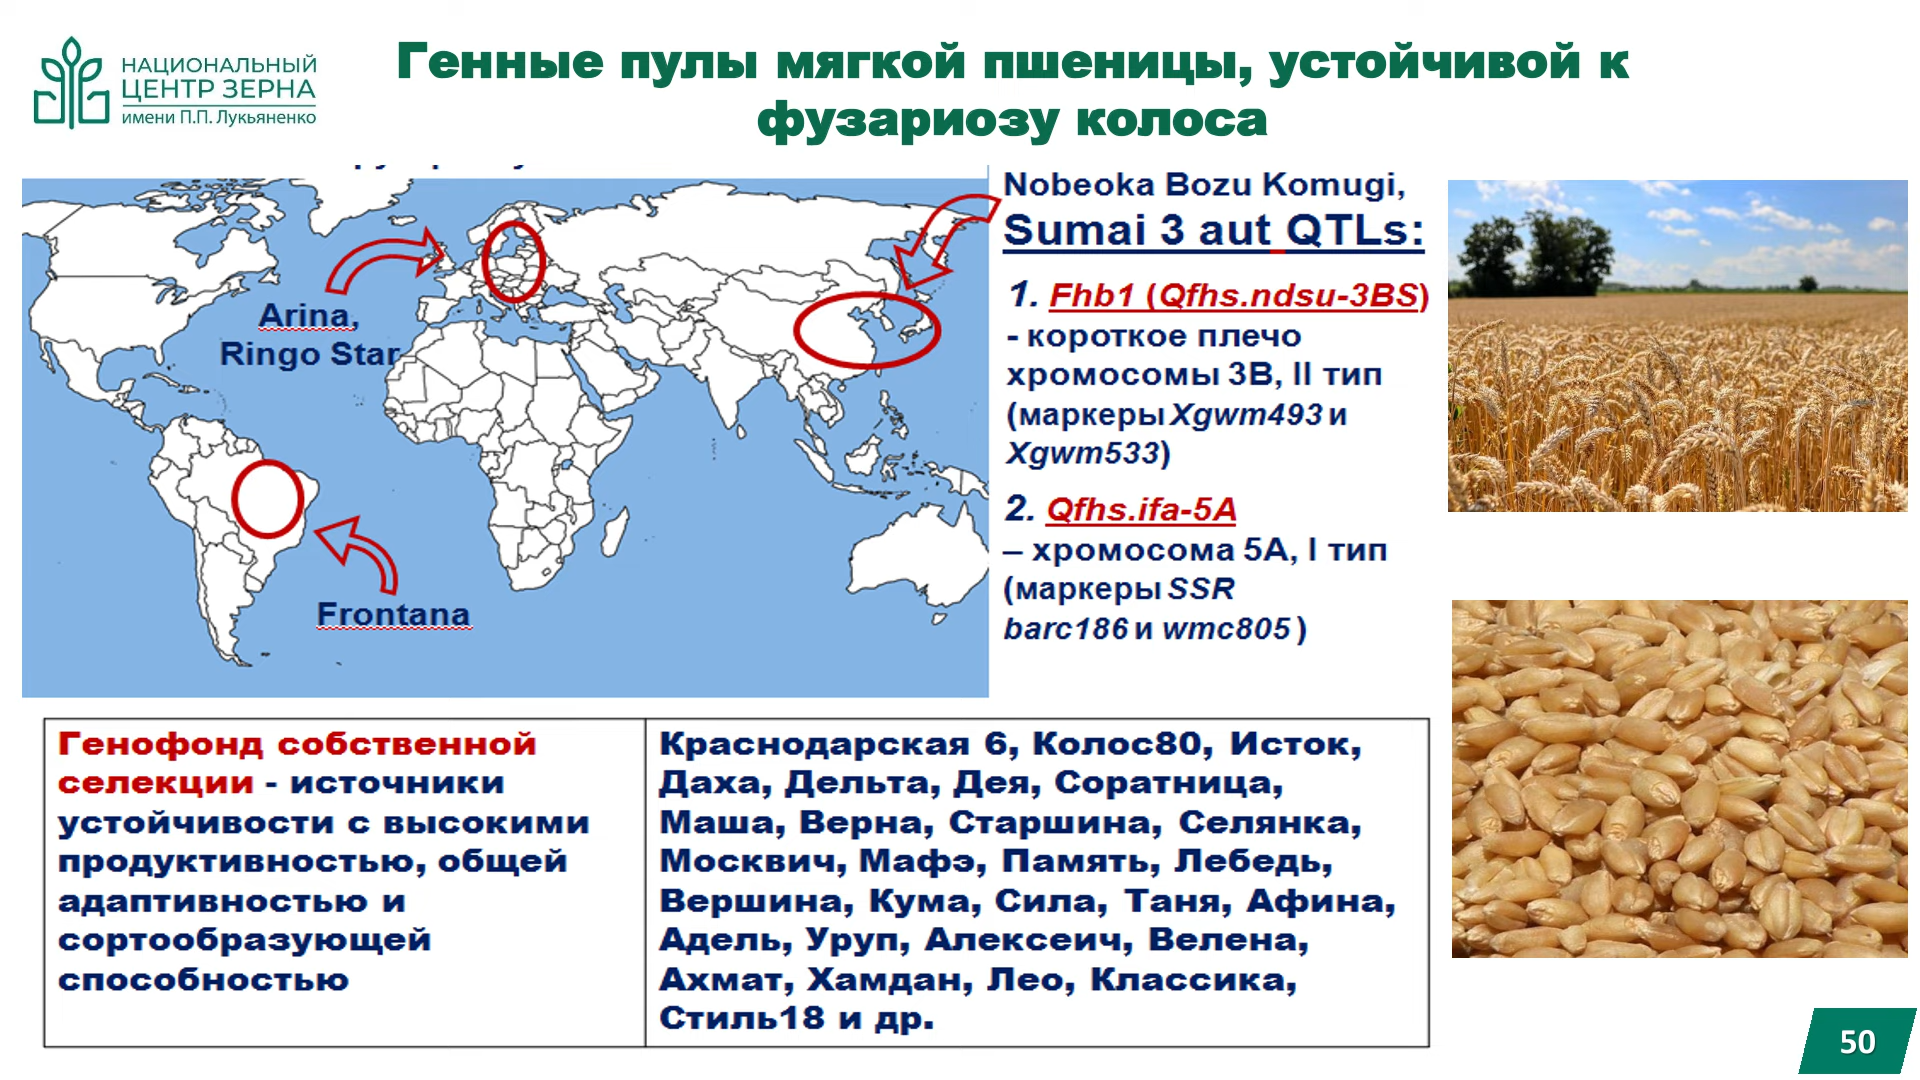 НАЦИОНАЛЬНЫЙ
ЦЕНТР ЗЕРНА
имени П.П. Лукьяненко
Генные пулы мягкой пшеницы, устойчивой к
фузариозу колоса
Arina,
Ringo Star
Frontana
Nobeoka Bozu Komugi,
Sumai 3 aut QTLs:
1. Fhb1 (Qfhs.ndsu-3BS)
- короткое плечо
хромосомы 3В, II тип
(маркеры Xgwm493 и
Xgwm533)
2. Qfhs.ifa-5A
– хромосома 5А, I тип
(маркеры SSR
barc186 и wmc805 )
Генофонд собственной
селекции - источники
устойчивости с высокими
продуктивностью, общей
адаптивностью и
сортообразующей
способностью
Краснодарская 6, Колос80, Исток,
Даха, Дельта, Дея, Соратница,
Маша, Верна, Старшина, Селянка,
Москвич, Мафэ, Память, Лебедь,
Вершина, Кума, Сила, Таня, Афина,
Адель, Уруп, Алексеич, Велена,
Ахмат, Хамдан, Лео, Классика,
Стиль18 и др.
50